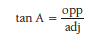 tan A = opp/adj